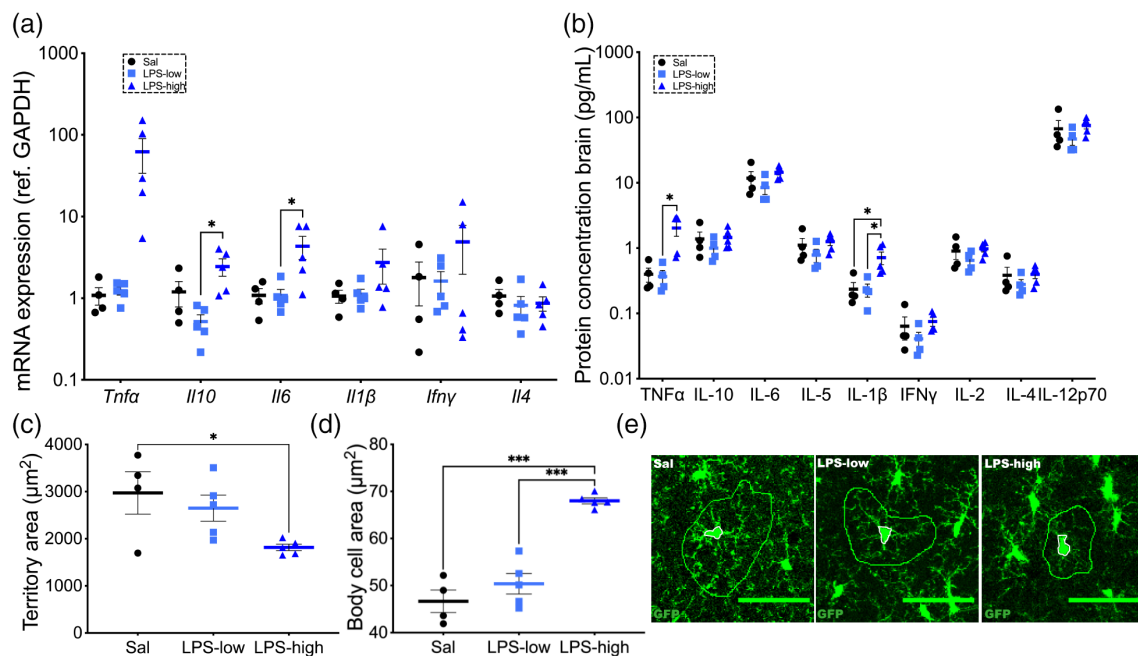 (a)
mRNA expression (ref. GAPDH)
1000
100
10
1
0.1
Sal
LPS-low
LPS-high
*
*
Tnfα Il10 Il6 Il1β Ifnγ Il4
(b)
Protein concentration brain (pg/mL)
1000
100
10
1
0.1
0.01
Sal
LPS-low
LPS-high
*
*
*
TNFα IL-10 IL-6 IL-5 IL-1β IFNγ IL-2 IL-4 IL-12p70
(c)
Territory area (µm²)
4000
3000
2000
1000
0
*
Sal LPS-low LPS-high
(d)
Body cell area (µm²)
80
70
60
50
40
***
***
Sal LPS-low LPS-high
(e)
Sal
GFP
LPS-low
GFP
LPS-high
GFP